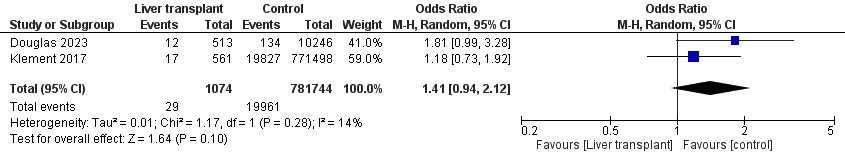 Liver transplant Control Odds Ratio Odds Ratio
Study or Subgroup Events Total Events Total Weight M-H, Random, 95% CI M-H, Random, 95% CI
Douglas 2023 12 513 134 10246 41.0% 1.81 [0.99, 3.28]
Klement 2017 17 561 19827 771498 59.0% 1.18 [0.73, 1.92]
Total (95% CI) 1074 781744 100.0% 1.41 [0.94, 2.12]
Total events 29 19961
Heterogeneity: Tau² = 0.01; Chi² = 1.17, df = 1 (P = 0.28); I² = 14%
Test for overall effect: Z = 1.64 (P = 0.10)
0.2 1 2 5
Favours [Liver transplant] Favours [control]